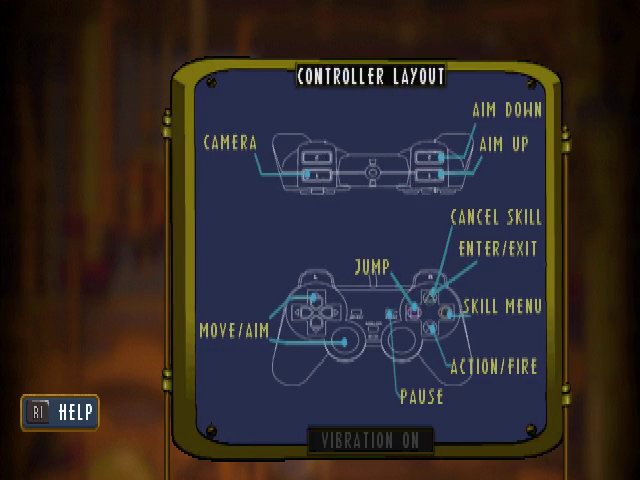 CONTROLLER LAYOUT
AIM DOWN
CAMERA
AIM UP
CANCEL SKILL
ENTER/EXIT
JUMP
SKILL MENU
MOVE/AIM
ACTION/FIRE
PAUSE
R1 HELP
VIBRATION ON